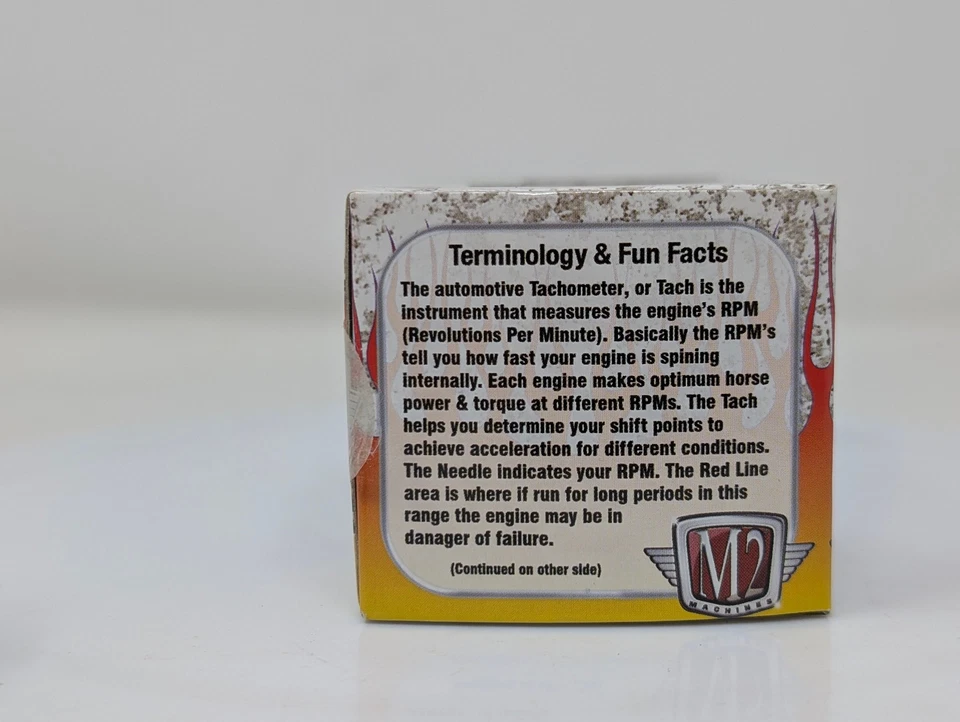 Terminology & Fun Facts
The automotive Tachometer, or Tach is the
instrument that measures the engine's RPM
(Revolutions Per Minute). Basically the RPM's
tell you how fast your engine is spining
internally. Each engine makes optimum horse
power & torque at different RPMs. The Tach
helps you determine your shift points to
achieve acceleration for different conditions.
The Needle indicates your RPM. The Red Line
area is where if run for long periods in this
range the engine may be in
danager of failure.
(Continued on other side)
M2
MACHINES